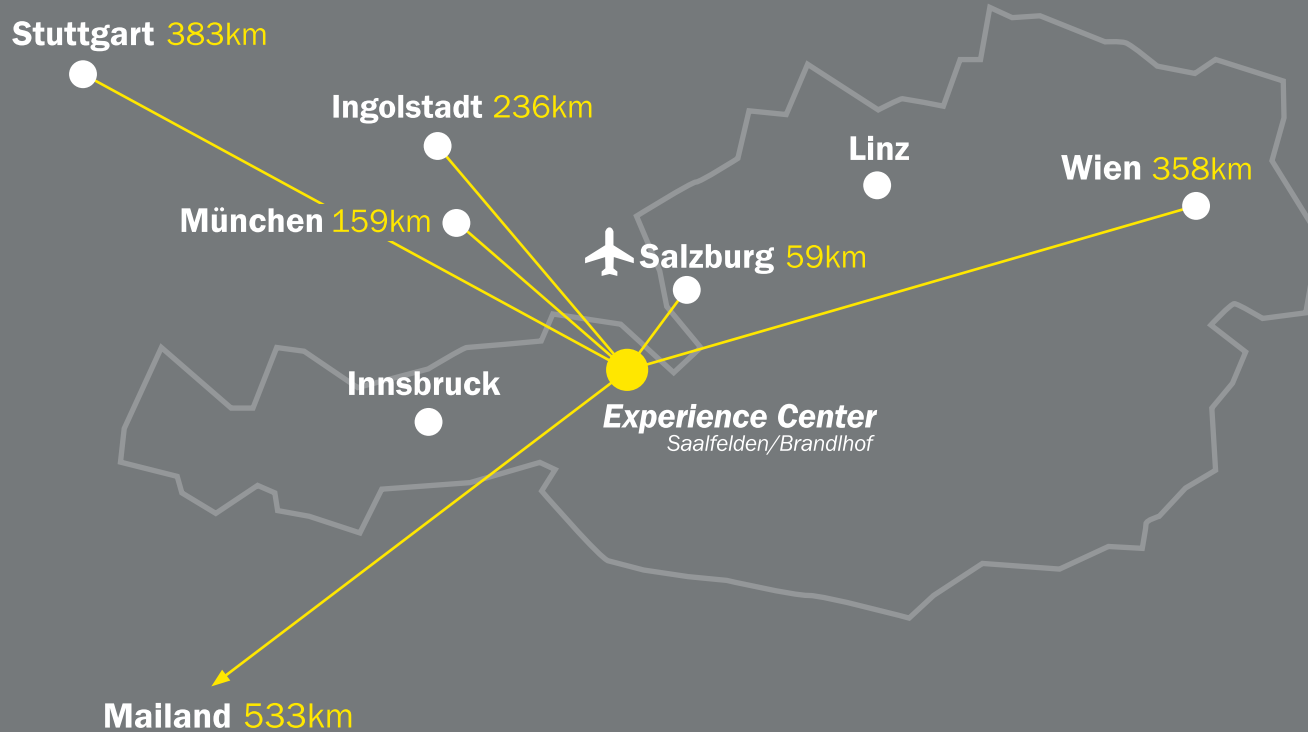 Stuttgart 383km
Ingolstadt 236km
Linz
Wien 358km
München 159km
Salzburg 59km
Innsbruck
Experience Center
Saalfelden/Brandlhof
Mailand 533km